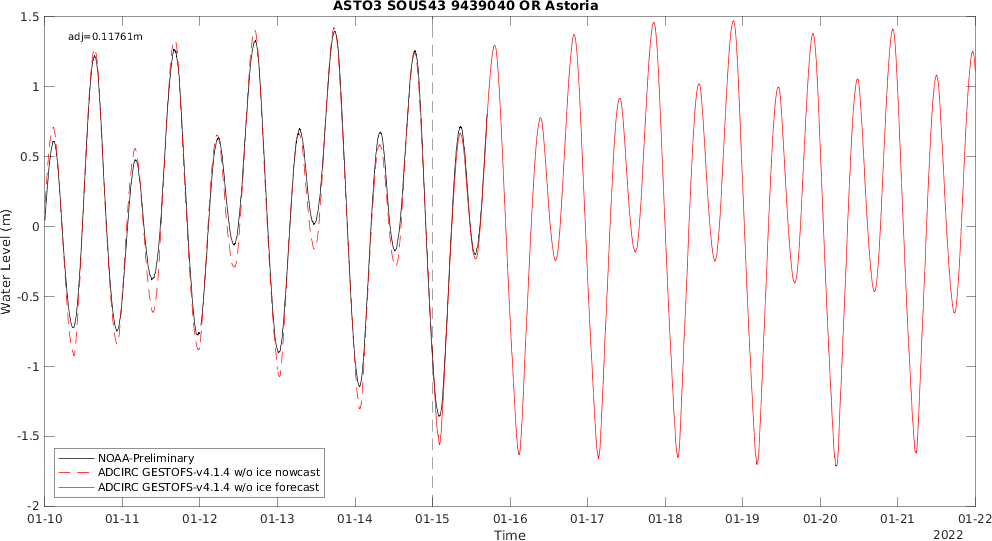 ASTO3 SOUS43 9439040 OR Astoria
adj=0.11761m
1.5
1
0.5
0
-0.5
-1
-1.5
-2
Water Level (m)
NOAA-Preliminary
ADCIRC GESTOFS-v4.1.4 w/o ice nowcast
ADCIRC GESTOFS-v4.1.4 w/o ice forecast
01-10 01-11 01-12 01-13 01-14 01-15 01-16 01-17 01-18 01-19 01-20 01-21 01-22
Time
2022